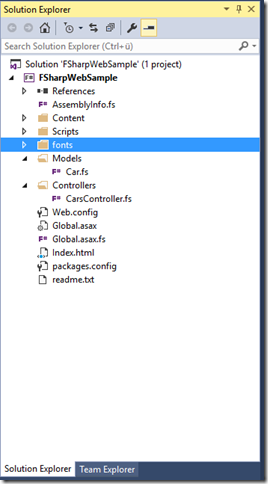 Solution Explorer
Search Solution Explorer (Ctrl+ü)
Solution 'FSharpWebSample' (1 project)
FSharpWebSample
References
AssemblyInfo.fs
Content
Scripts
fonts
Models
Car.fs
Controllers
CarsController.fs
Web.config
Global.asax
Global.asax.fs
Index.html
packages.config
readme.txt
Solution Explorer Team Explorer